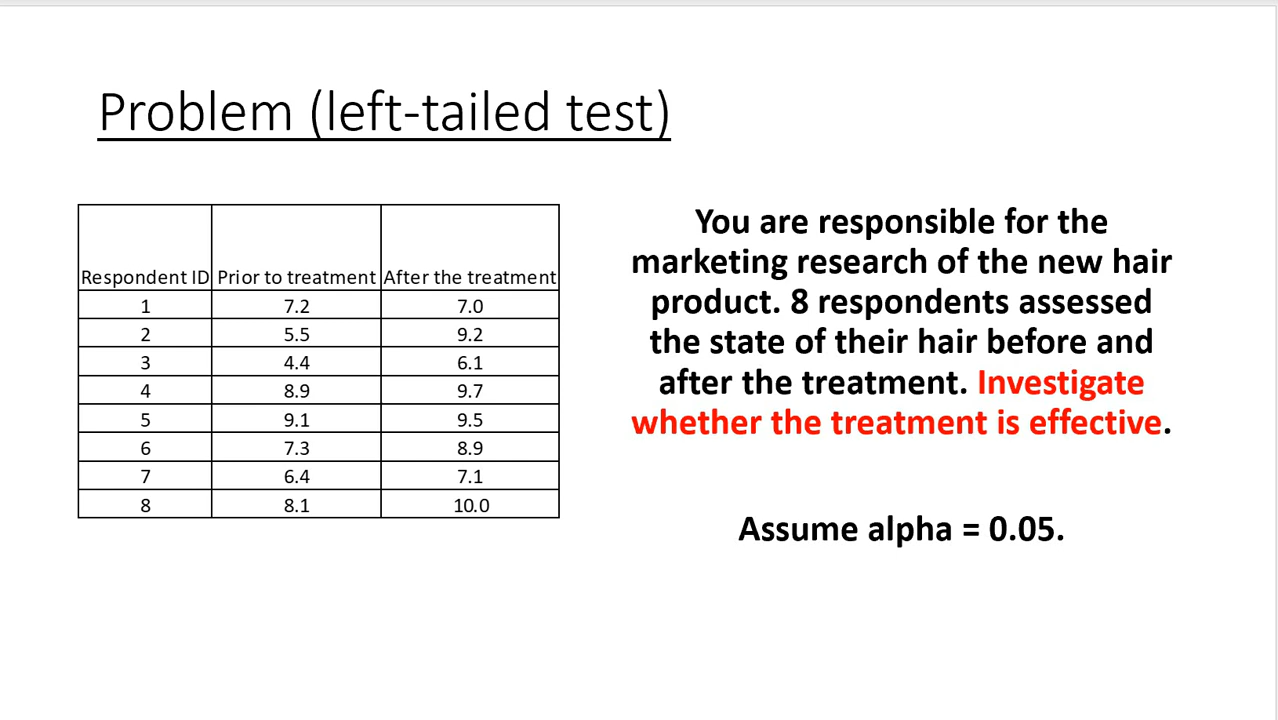 Problem (left-tailed test)
Respondent ID Prior to treatment After the treatment
1 7.2 7.0
2 5.5 9.2
3 4.4 6.1
4 8.9 9.7
5 9.1 9.5
6 7.3 8.9
7 6.4 7.1
8 8.1 10.0
You are responsible for the
marketing research of the new hair
product. 8 respondents assessed
the state of their hair before and
after the treatment. Investigate
whether the treatment is effective.
Assume alpha = 0.05.